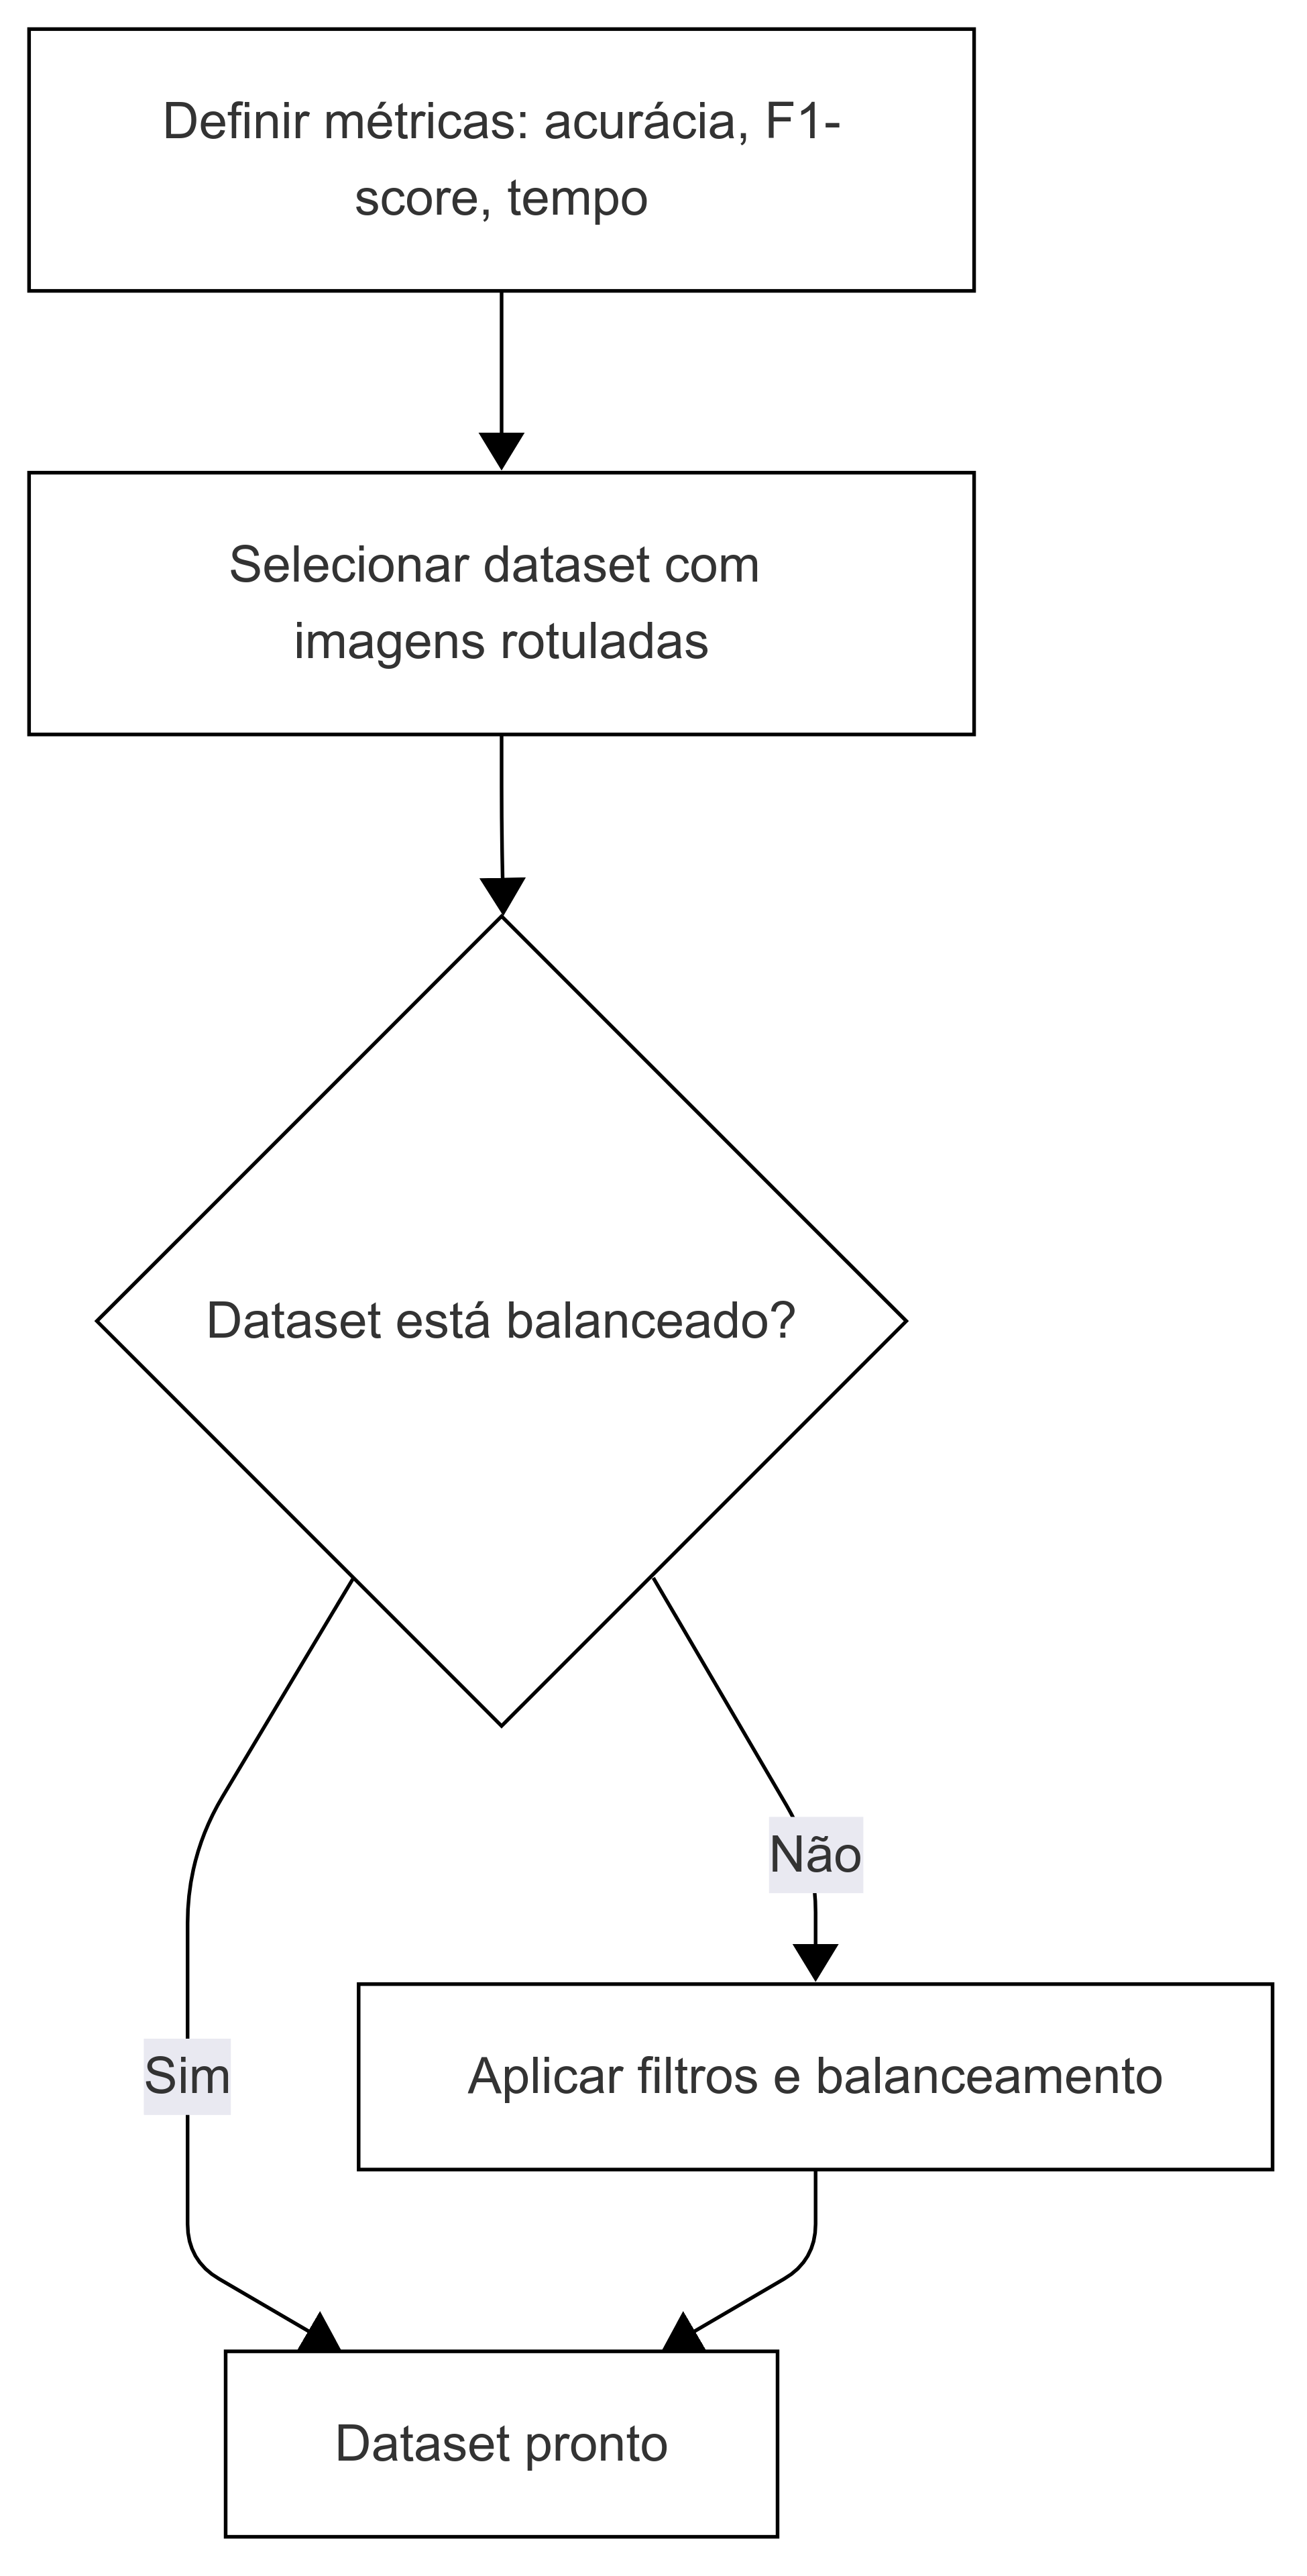 Definir métricas: acurácia, F1-
score, tempo
Selecionar dataset com
imagens rotuladas
Dataset está balanceado?
Não
Sim
Aplicar filtros e balanceamento
Dataset pronto